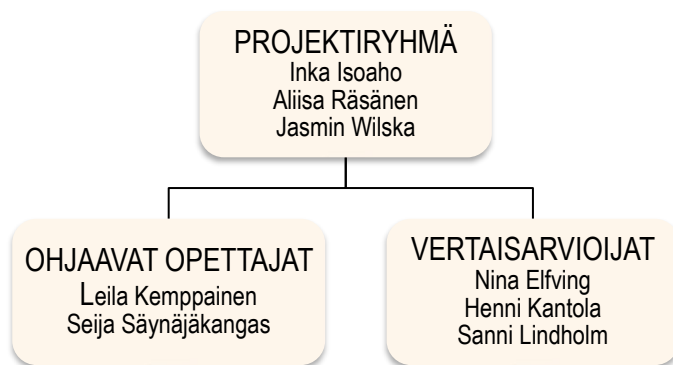 PROJEKTIRYHMÄ
Inka Isoaho
Aliisa Räsänen
Jasmin Wilska
OHJAAVAT OPETTAJAT
Leila Kemppainen
Seija Säynäjäkangas
VERTAISARVIOIJAT
Nina Elfving
Henni Kantola
Sanni Lindholm